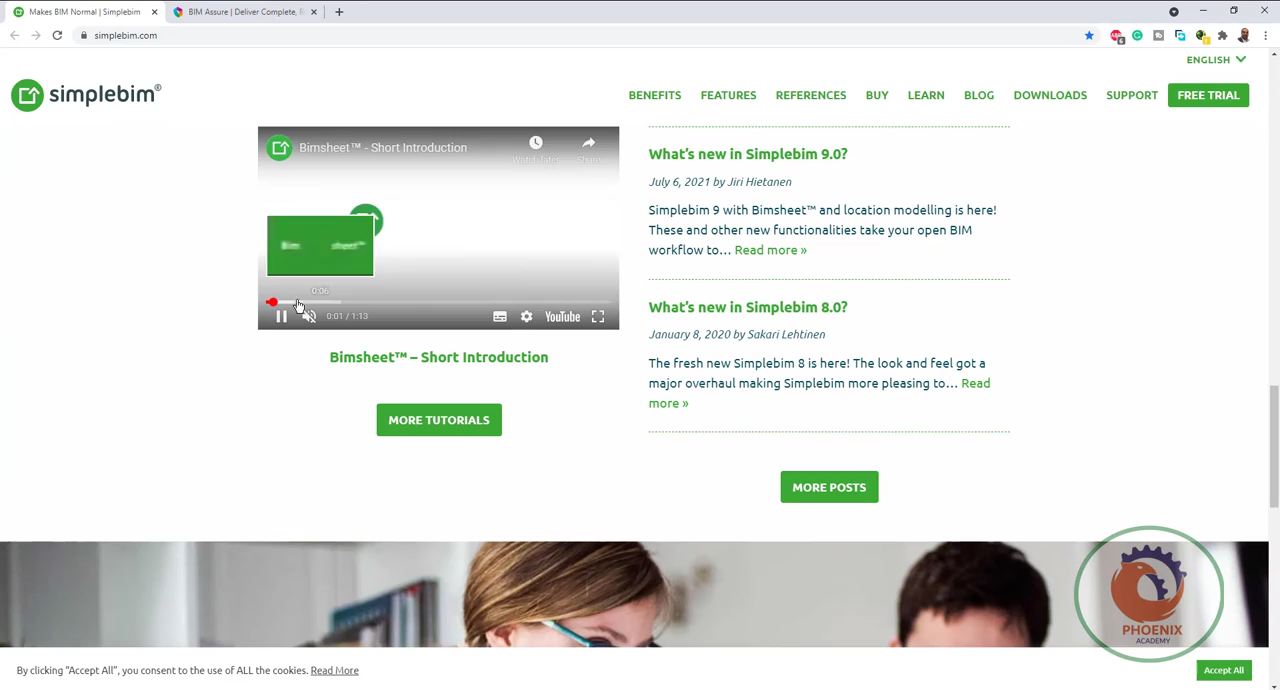 Makes BIM Normal | Simplebim
BIM Assure | Deliver Complete,
simplebim.com
ENGLISH
simplebim®
BENEFITS FEATURES REFERENCES BUY LEARN BLOG DOWNLOADS SUPPORT FREE TRIAL
Bimsheet™ - Short Introduction
Watch later Share
0:06
0:01 / 1:13
YouTube
Bimsheet™ – Short Introduction
MORE TUTORIALS
What's new in Simplebim 9.0?
July 6, 2021 by Jiri Hietanen
Simplebim 9 with Bimsheet™ and location modelling is here!
These and other new functionalities take your open BIM
workflow to… Read more »
What's new in Simplebim 8.0?
January 8, 2020 by Sakari Lehtinen
The fresh new Simplebim 8 is here! The look and feel got a
major overhaul making Simplebim more pleasing to… Read
more »
MORE POSTS
PHOENIX
ACADEMY
By clicking "Accept All", you consent to the use of ALL the cookies. Read More
Accept All